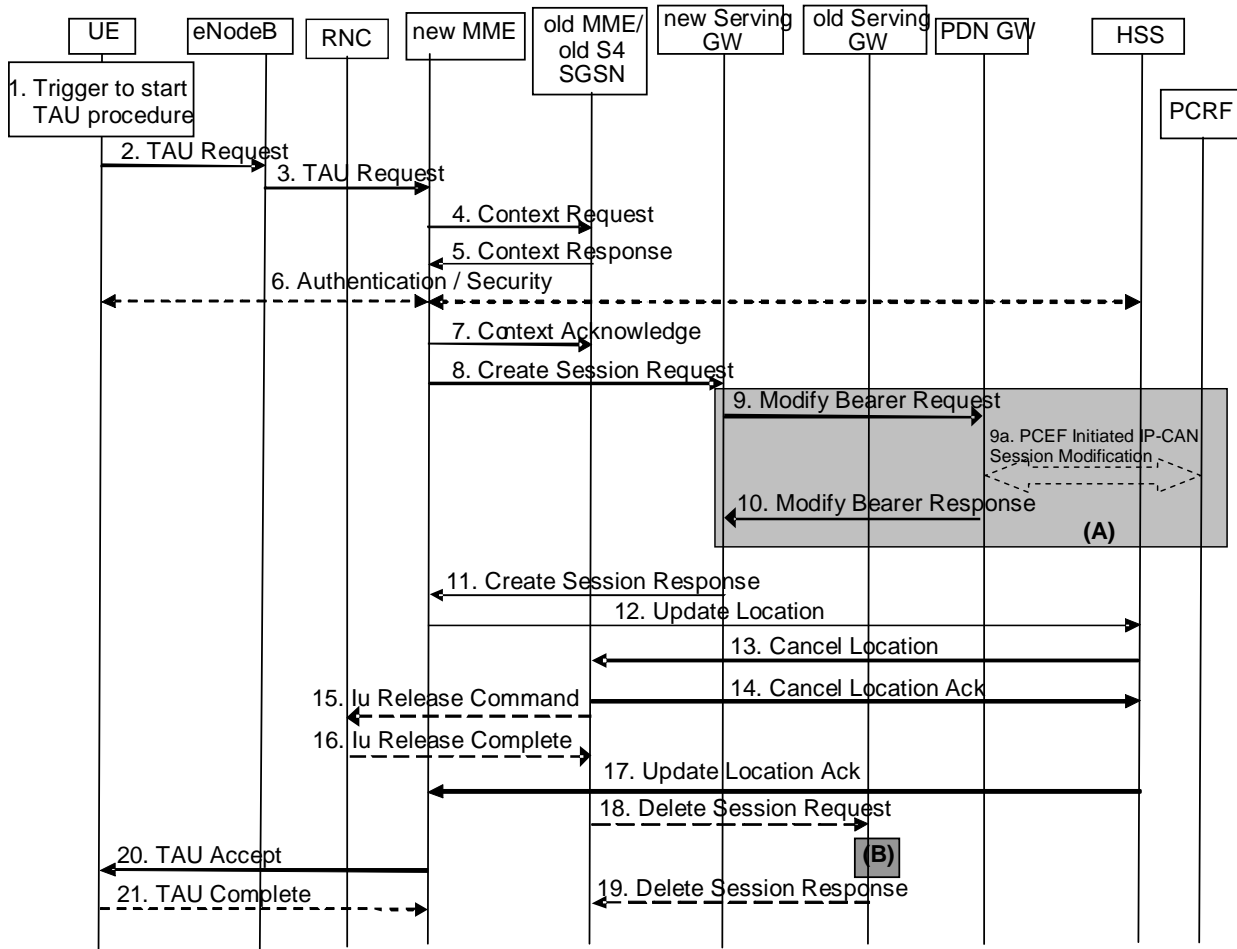 UE
eNodeB
RNC
new MME
old MME/
old S4
SGSN
new Serving
GW
old Serving
GW
PDN GW
HSS
PCRF
1. Trigger to start
TAU procedure
2. TAU Request
3. TAU Request
4. Context Request
5. Context Response
6. Authentication / Security
7. Context Acknowledge
8. Create Session Request
9. Modify Bearer Request
9a. PCEF Initiated IP-CAN
Session Modification
10. Modify Bearer Response
(A)
11. Create Session Response
12. Update Location
13. Cancel Location
14. Cancel Location Ack
15. Iu Release Command
16. Iu Release Complete
17. Update Location Ack
18. Delete Session Request
(B)
20. TAU Accept
19. Delete Session Response
21. TAU Complete